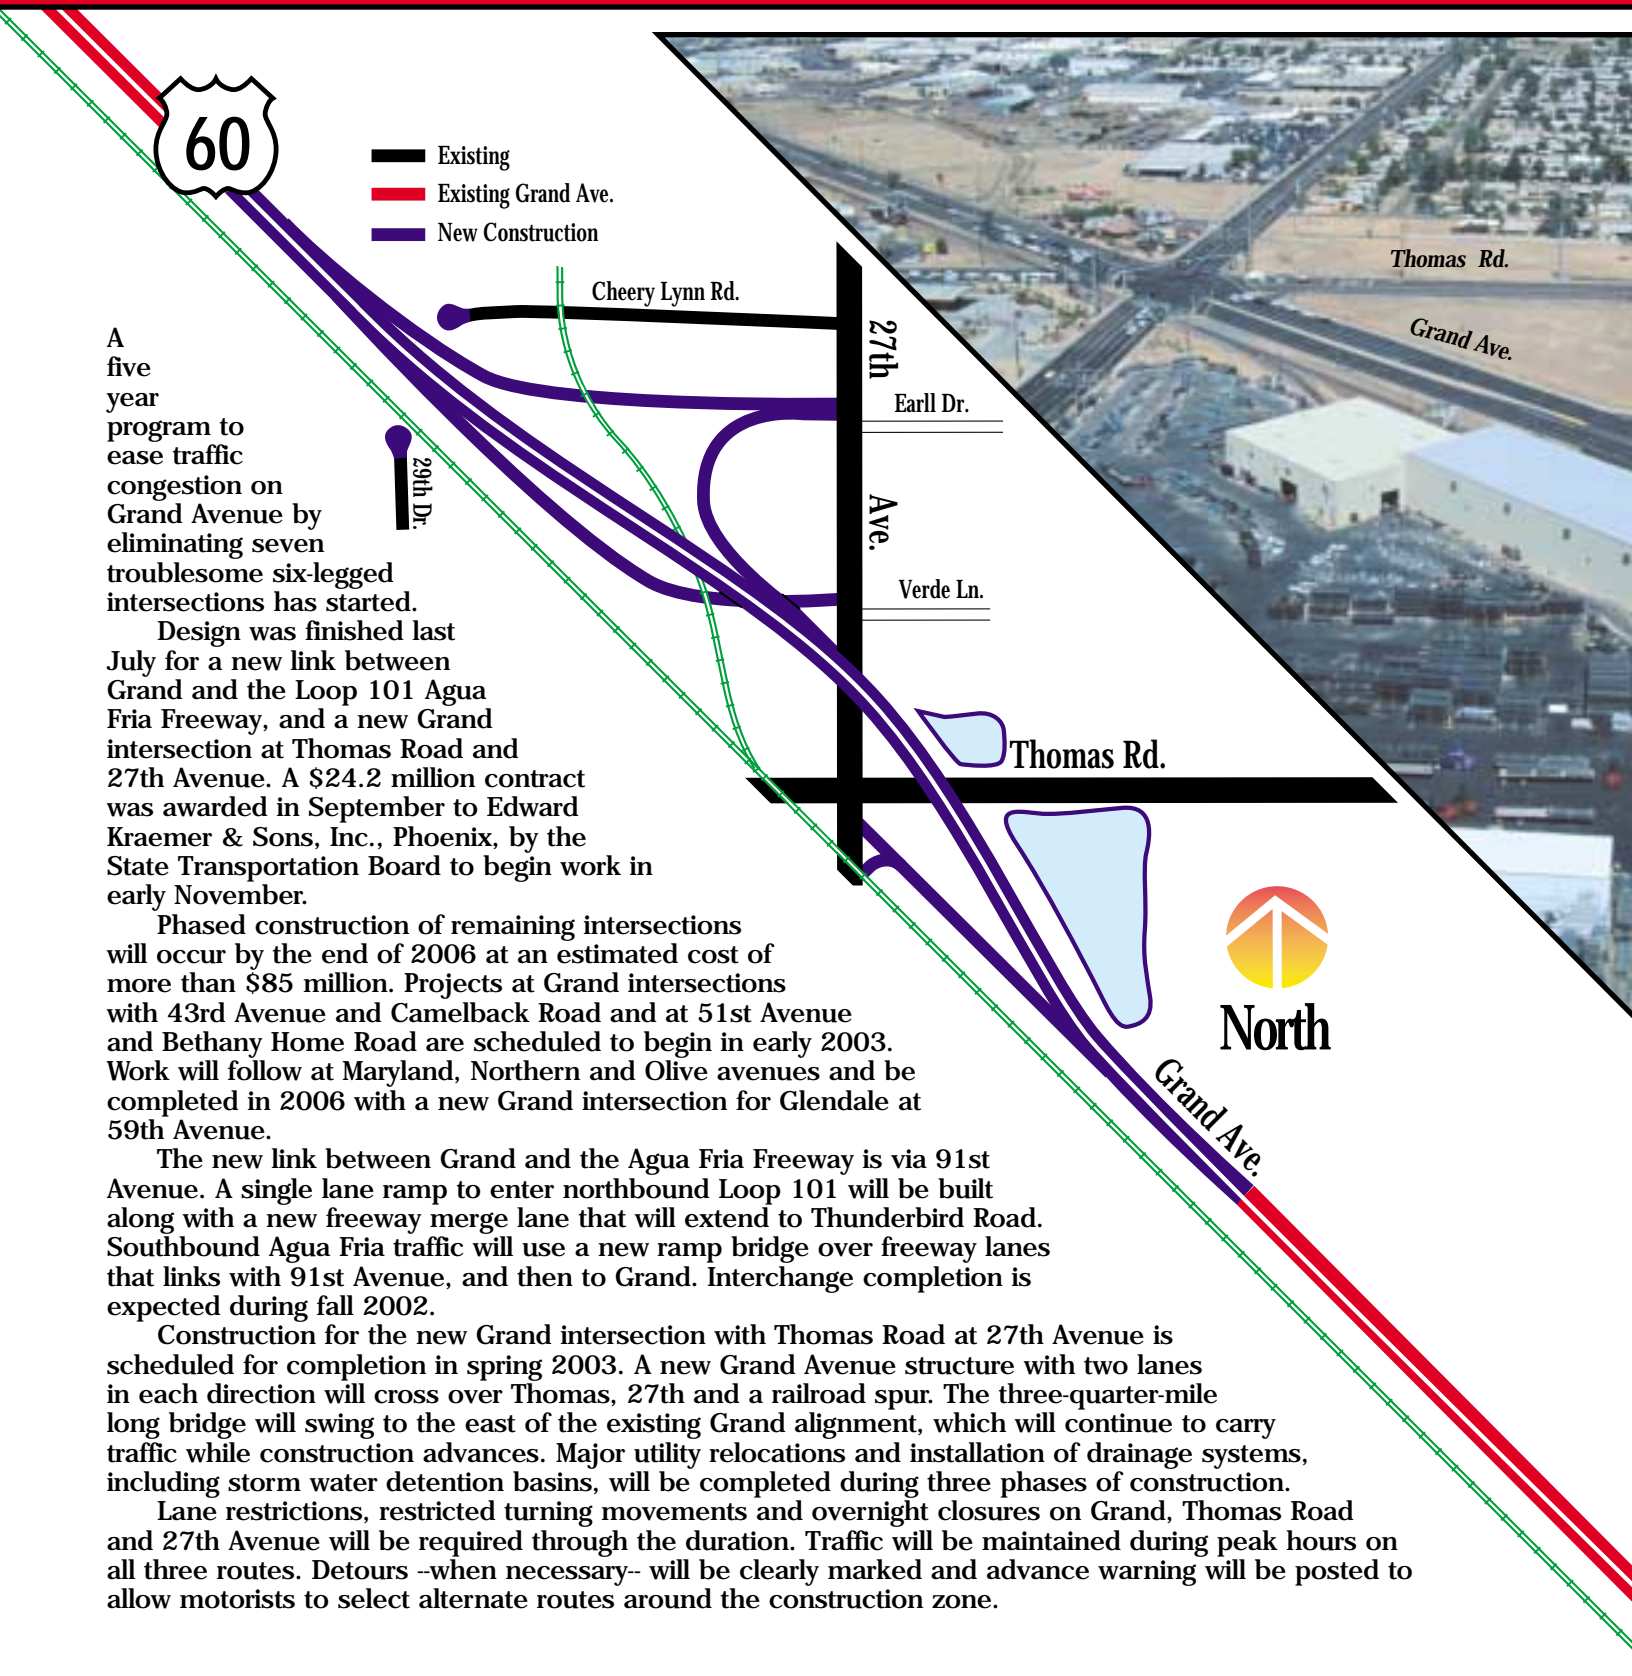 60
Existing
Existing Grand Ave.
New Construction
Cheery Lynn Rd.
27th
Ave.
Earll Dr.
Verde Ln.
29th Dr.
Thomas Rd.
Grand Ave.
Thomas Rd.
North
Grand Ave.
A
five
year
program to
ease traffic
congestion on
Grand Avenue by
eliminating seven
troublesome six-legged
intersections has started.
Design was finished last
July for a new link between
Grand and the Loop 101 Agua
Fria Freeway, and a new Grand
intersection at Thomas Road and
27th Avenue. A $24.2 million contract
was awarded in September to Edward
Kraemer & Sons, Inc., Phoenix, by the
State Transportation Board to begin work in
early November.
Phased construction of remaining intersections
will occur by the end of 2006 at an estimated cost of
more than $85 million. Projects at Grand intersections
with 43rd Avenue and Camelback Road and at 51st Avenue
and Bethany Home Road are scheduled to begin in early 2003.
Work will follow at Maryland, Northern and Olive avenues and be
completed in 2006 with a new Grand intersection for Glendale at
59th Avenue.
The new link between Grand and the Agua Fria Freeway is via 91st
Avenue. A single lane ramp to enter northbound Loop 101 will be built
along with a new freeway merge lane that will extend to Thunderbird Road.
Southbound Agua Fria traffic will use a new ramp bridge over freeway lanes
that links with 91st Avenue, and then to Grand. Interchange completion is
expected during fall 2002.
Construction for the new Grand intersection with Thomas Road at 27th Avenue is
scheduled for completion in spring 2003. A new Grand Avenue structure with two lanes
in each direction will cross over Thomas, 27th and a railroad spur. The three-quarter-mile
long bridge will swing to the east of the existing Grand alignment, which will continue to carry
traffic while construction advances. Major utility relocations and installation of drainage systems,
including storm water detention basins, will be completed during three phases of construction.
Lane restrictions, restricted turning movements and overnight closures on Grand, Thomas Road
and 27th Avenue will be required through the duration. Traffic will be maintained during peak hours on
all three routes. Detours --when necessary-- will be clearly marked and advance warning will be posted to
allow motorists to select alternate routes around the construction zone.